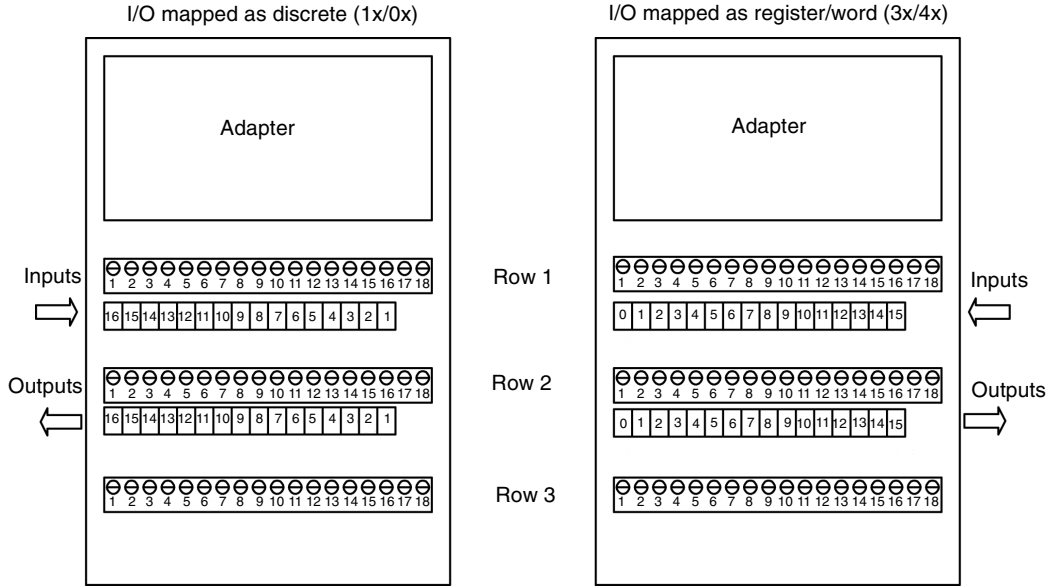 I/O mapped as discrete (1x/0x)
I/O mapped as register/word (3x/4x)
Adapter
Adapter
Inputs
Row 1
Inputs
1 2 3 4 5 6 7 8 9 10 11 12 13 14 15 16 17 18
1 2 3 4 5 6 7 8 9 10 11 12 13 14 15 16 17 18
16 15 14 13 12 11 10 9 8 7 6 5 4 3 2 1
0 1 2 3 4 5 6 7 8 9 10 11 12 13 14 15
Outputs
Row 2
Outputs
1 2 3 4 5 6 7 8 9 10 11 12 13 14 15 16 17 18
1 2 3 4 5 6 7 8 9 10 11 12 13 14 15 16 17 18
16 15 14 13 12 11 10 9 8 7 6 5 4 3 2 1
0 1 2 3 4 5 6 7 8 9 10 11 12 13 14 15
Row 3
1 2 3 4 5 6 7 8 9 10 11 12 13 14 15 16 17 18
1 2 3 4 5 6 7 8 9 10 11 12 13 14 15 16 17 18